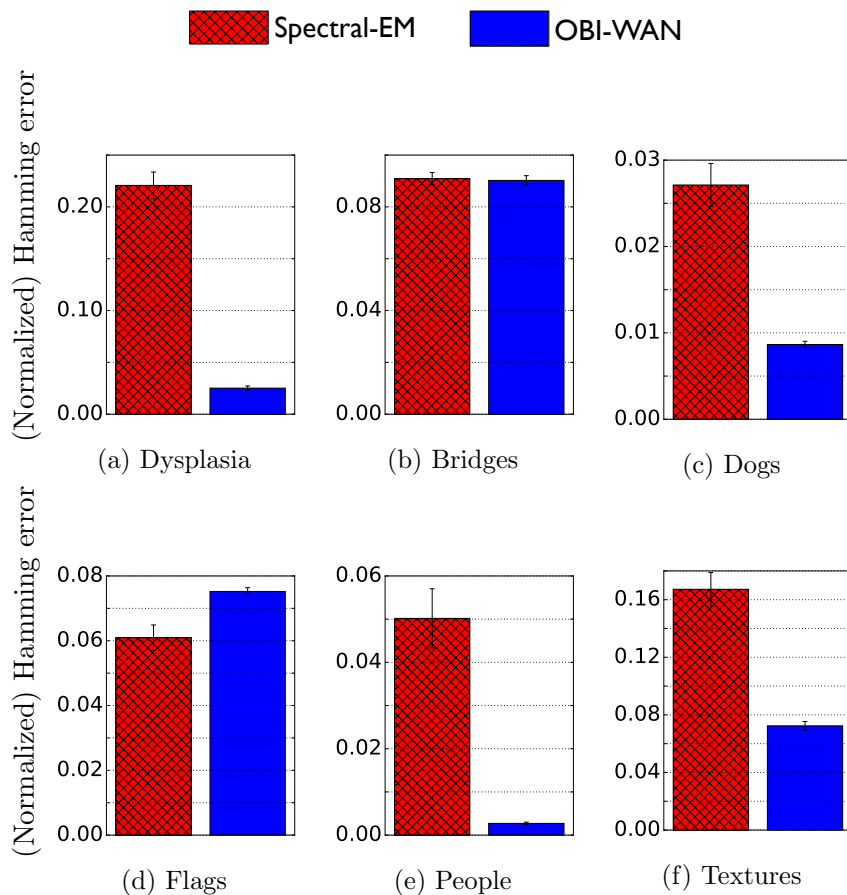 Spectral-EM OBI-WAN
(Normalized) Hamming error
0.20
0.10
0.00
(a) Dysplasia
0.08
0.04
0.00
(b) Bridges
0.03
0.02
0.01
0.00
(c) Dogs
(Normalized) Hamming error
0.08
0.06
0.04
0.02
0.00
(d) Flags
0.06
0.04
0.02
0.00
(e) People
0.16
0.12
0.08
0.04
0.00
(f) Textures